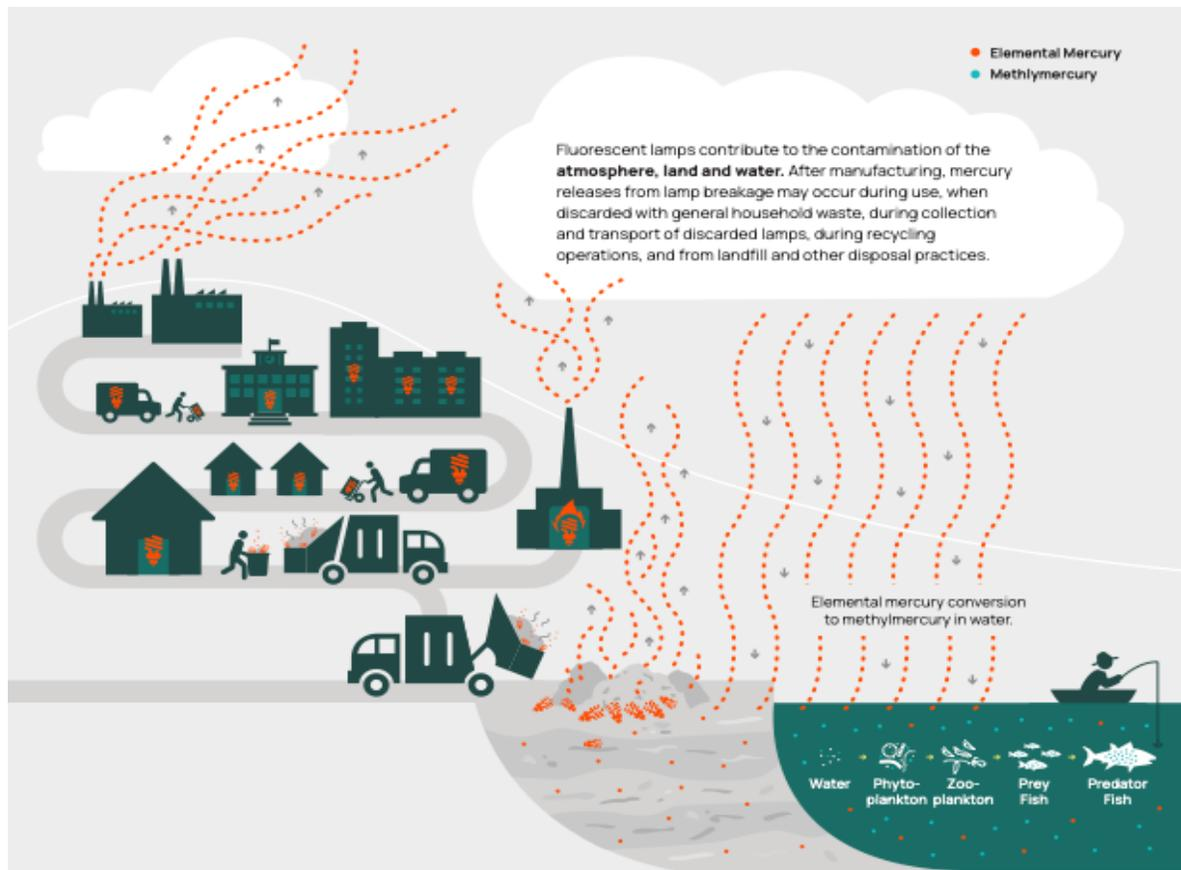 Elemental Mercury
Methlymercury
Fluorescent lamps contribute to the contamination of the
atmosphere, land and water. After manufacturing, mercury
releases from lamp breakage may occur during use, when
discarded with general household waste, during collection
and transport of discarded lamps, during recycling
operations, and from landfill and other disposal practices.
Elemental mercury conversion
to methylmercury in water.
Water
Phyto-
plankton
Zoo-
plankton
Prey
Fish
Predator
Fish